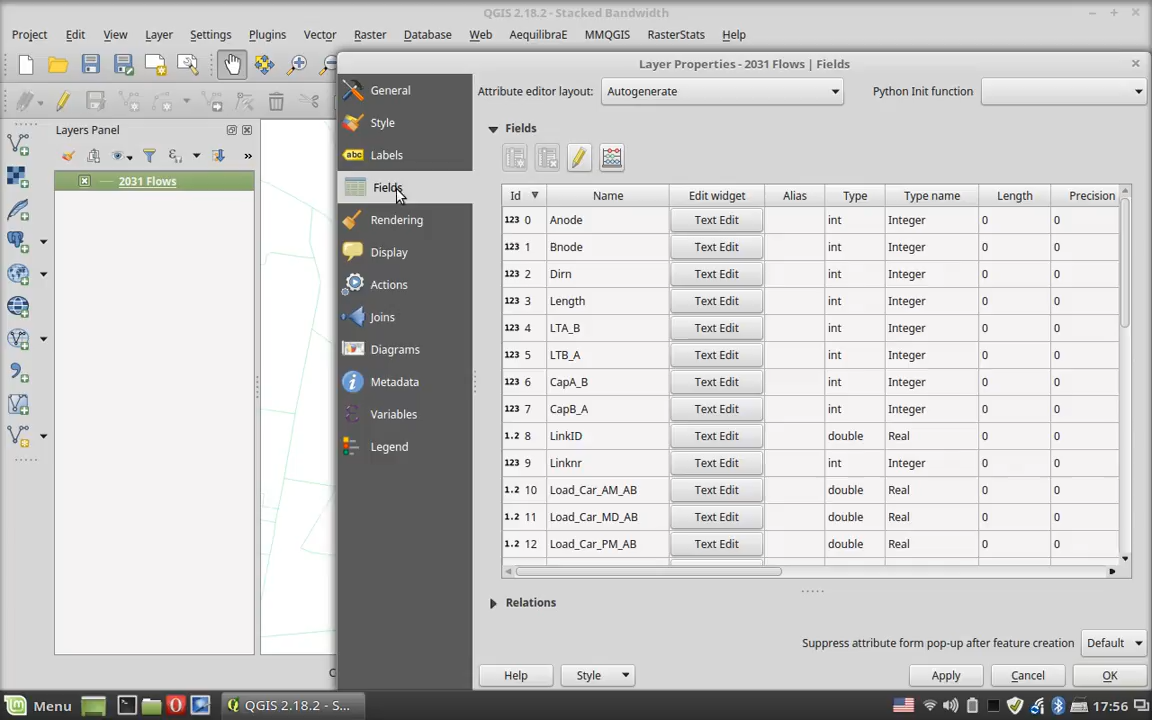 QGIS 2.18.2 - Stacked Bandwidth
Project Edit View Layer Settings Plugins Vector Raster Database Web AequilibraE MMQGIS RasterStats Help
Layer Properties - 2031 Flows | Fields
General
Style
abc Labels
Fields
Rendering
Display
Actions
Joins
Diagrams
Metadata
Variables
Legend
Attribute editor layout: Autogenerate Python Init function
Layers Panel
2031 Flows
Fields
Id Name Edit widget Alias Type Type name Length Precision
123 0 Anode Text Edit int Integer 0 0
123 1 Bnode Text Edit int Integer 0 0
123 2 Dirn Text Edit int Integer 0 0
123 3 Length Text Edit int Integer 0 0
123 4 LTA_B Text Edit int Integer 0 0
123 5 LTB_A Text Edit int Integer 0 0
123 6 CapA_B Text Edit int Integer 0 0
123 7 CapB_A Text Edit int Integer 0 0
1.2 8 LinkID Text Edit double Real 0 0
123 9 Linknr Text Edit int Integer 0 0
1.2 10 Load_Car_AM_AB Text Edit double Real 0 0
1.2 11 Load_Car_MD_AB Text Edit double Real 0 0
1.2 12 Load_Car_PM_AB Text Edit double Real 0 0
Relations
Suppress attribute form pop-up after feature creation Default
Help Style Apply Cancel OK
Menu QGIS 2.18.2 - S... 17:56